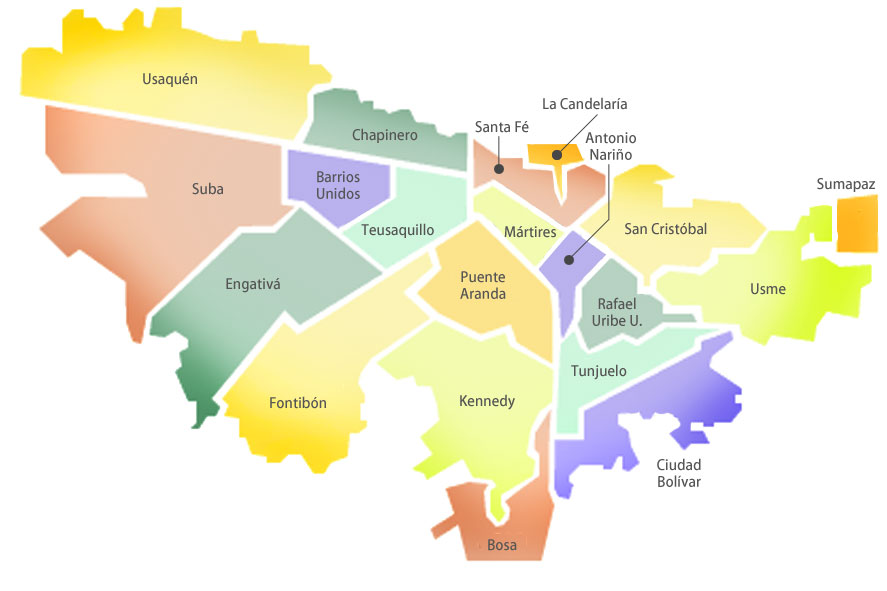 Usaquén
La Candelaría
Santa Fé
Chapinero
Antonio
Nariño
Barrios
Unidos
Suba
Sumapaz
Teusaquillo
Mártires
San Cristóbal
Engativá
Puente
Aranda
Usme
Rafael
Uribe U.
Tunjuelo
Fontibón
Kennedy
Ciudad
Bolívar
Bosa